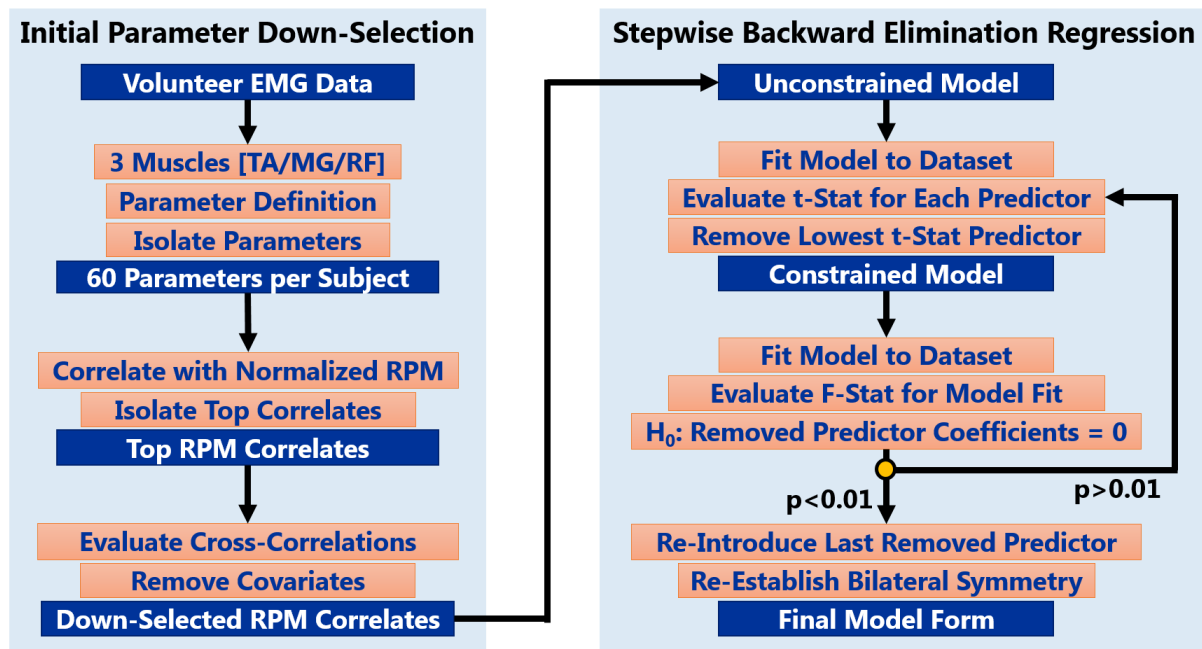 Initial Parameter Down-Selection
Volunteer EMG Data
3 Muscles [TA/MG/RF]
Parameter Definition
Isolate Parameters
60 Parameters per Subject
Correlate with Normalized RPM
Isolate Top Correlates
Top RPM Correlates
Evaluate Cross-Correlations
Remove Covariates
Down-Selected RPM Correlates
Stepwise Backward Elimination Regression
Unconstrained Model
Fit Model to Dataset
Evaluate t-Stat for Each Predictor
Remove Lowest t-Stat Predictor
Constrained Model
Fit Model to Dataset
Evaluate F-Stat for Model Fit
H₀: Removed Predictor Coefficients = 0
p<0.01
p>0.01
Re-Introduce Last Removed Predictor
Re-Establish Bilateral Symmetry
Final Model Form